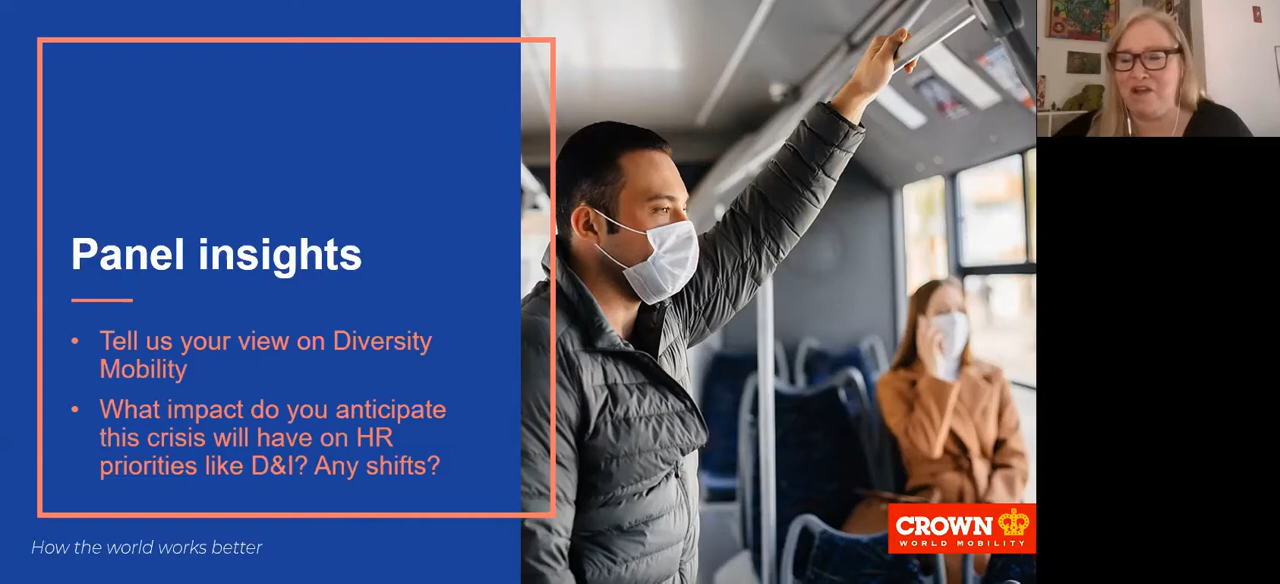 Panel insights
• Tell us your view on Diversity
Mobility
• What impact do you anticipate
this crisis will have on HR
priorities like D&I? Any shifts?
How the world works better
CROWN
WORLD MOBILITY